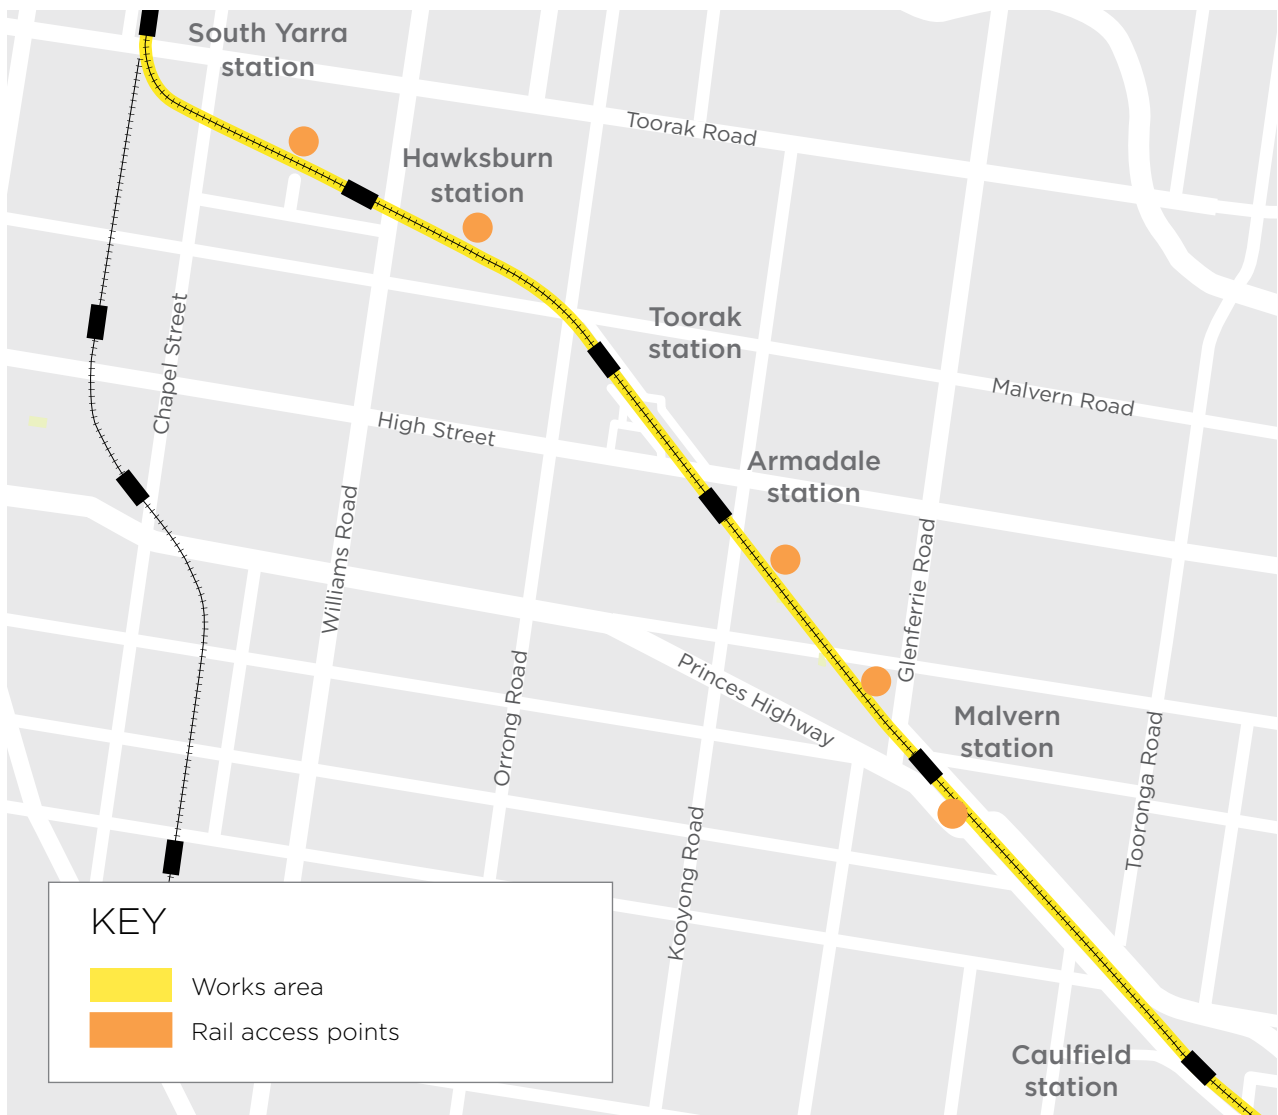 South Yarra
station
Toorak Road
Hawksburn
station
Toorak
station
Chapel Street
Malvern Road
High Street
Armadale
station
Williams Road
Glenferrie Road
Princes Highway
Orrong Road
Malvern
station
Tooronga Road
Kooyong Road
KEY
Works area
Rail access points
Caulfield
station